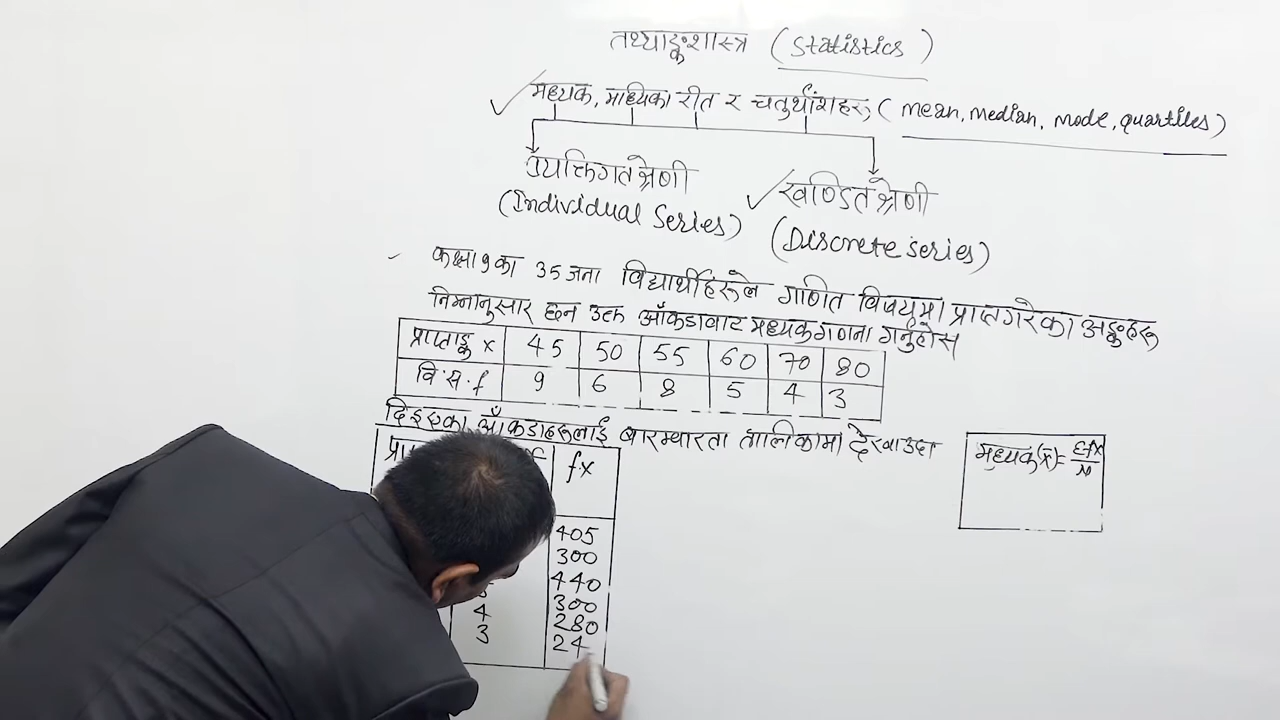 तथ्याङ्कशास्त्र (Statistics)
मध्यक, माध्यिका रीत र चतुर्थांशहरू (mean, median, mode, quartiles)
व्यक्तिगत श्रेणी
(Individual Series)
खण्डित श्रेणी
(Discrete series)
कक्षा 9 का 35 जना विद्यार्थीहरूले गणित विषयमा प्राप्त गरेका अङ्कहरू
निम्नानुसार छन उक्त आँकडाबाट मध्यक गणना गर्नुहोस
प्राप्ताङ्क x 45 50 55 60 70 80
वि.स.f 9 6 8 5 4 3
दिइएका आँकडाहरूलाई बारम्बारता तालिकामा देखाउदा
मध्यक(x̄)= Σfx/N
प्रा f fx
405
300
440
5 300
4 280
3 24